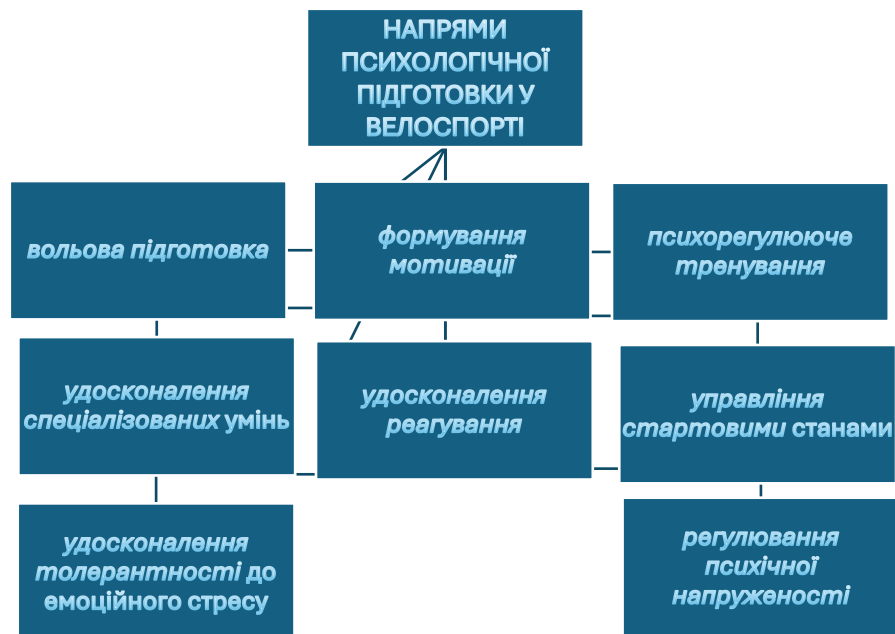 НАПРЯМИ
ПСИХОЛОГІЧНОЇ
ПІДГОТОВКИ У
ВЕЛОСПОРТІ
вольова підготовка
формування
мотивації
психорегулююче
тренування
удосконалення
спеціалізованих умінь
удосконалення
реагування
управління
стартовими станами
удосконалення
толерантності до
емоційного стресу
регулювання
психічної
напруженості